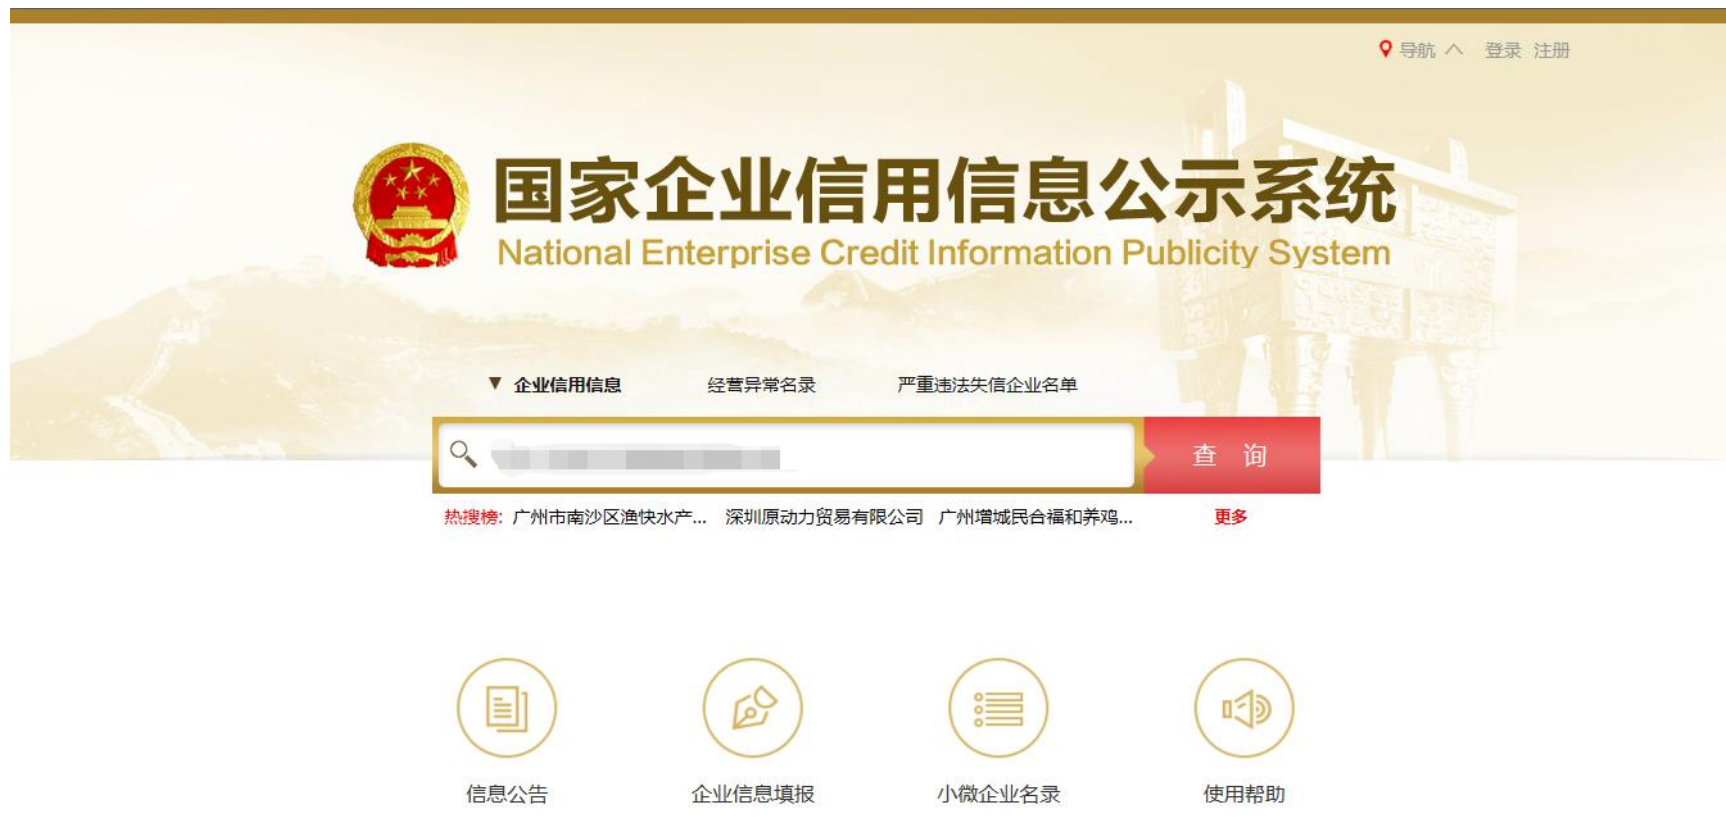 导航 登录 注册
国家企业信用信息公示系统
National Enterprise Credit Information Publicity System
▼ 企业信用信息 经营异常名录 严重违法失信企业名单
查 询
热搜榜: 广州市南沙区渔快水产... 深圳原动力贸易有限公司 广州增城民合福和养鸡... 更多
信息公告 企业信息填报 小微企业名录 使用帮助